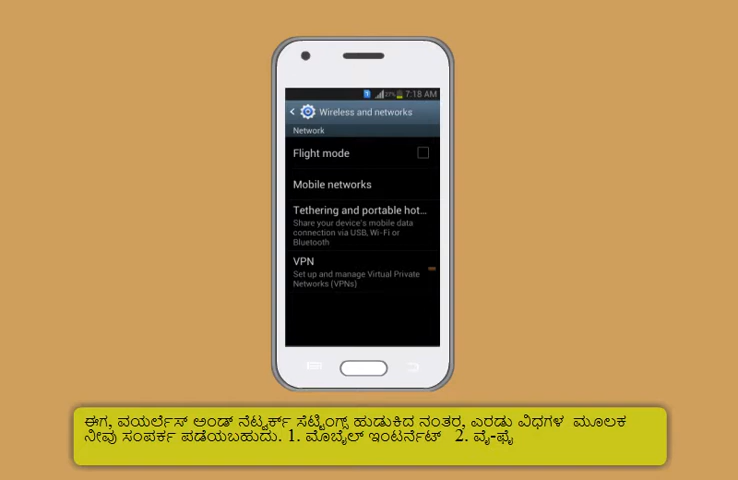 27% 7:18 AM
Wireless and networks
Network
Flight mode
Mobile networks
Tethering and portable hot...
Share your device's mobile data
connection via USB, Wi-Fi or
Bluetooth
VPN
Set up and manage Virtual Private
Networks (VPNs)
ಈಗ, ವಯರ್ಲೆಸ್ ಅಂಡ್ ನೆಟ್ವರ್ಕ್ ಸೆಟ್ಟಿಂಗ್ಸ್ ಹುಡುಕಿದ ನಂತರ, ಎರಡು ವಿಧಗಳ ಮೂಲಕ
ನೀವು ಸಂಪರ್ಕ ಪಡೆಯಬಹುದು. 1. ಮೊಬೈಲ್ ಇಂಟರ್ನೆಟ್ 2. ವೈ-ಫೈ